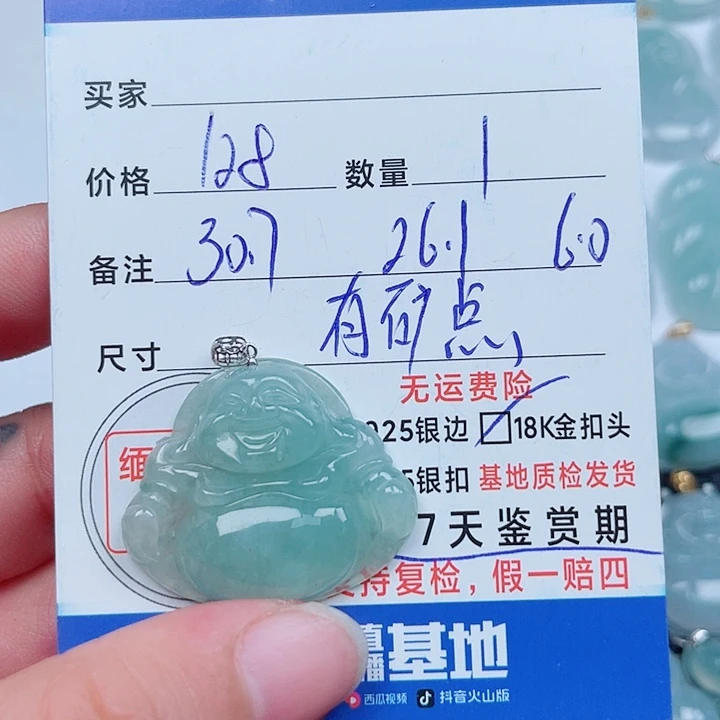 买家
价格 128 数量 1
备注 30.7 26.1 6.0
有矿点
尺寸
无运费险
925银边 18K金扣头
缅
5银扣 基地质检发货
7天鉴赏期
支持复检，假一赔四
直播基地
西瓜视频 抖音火山版